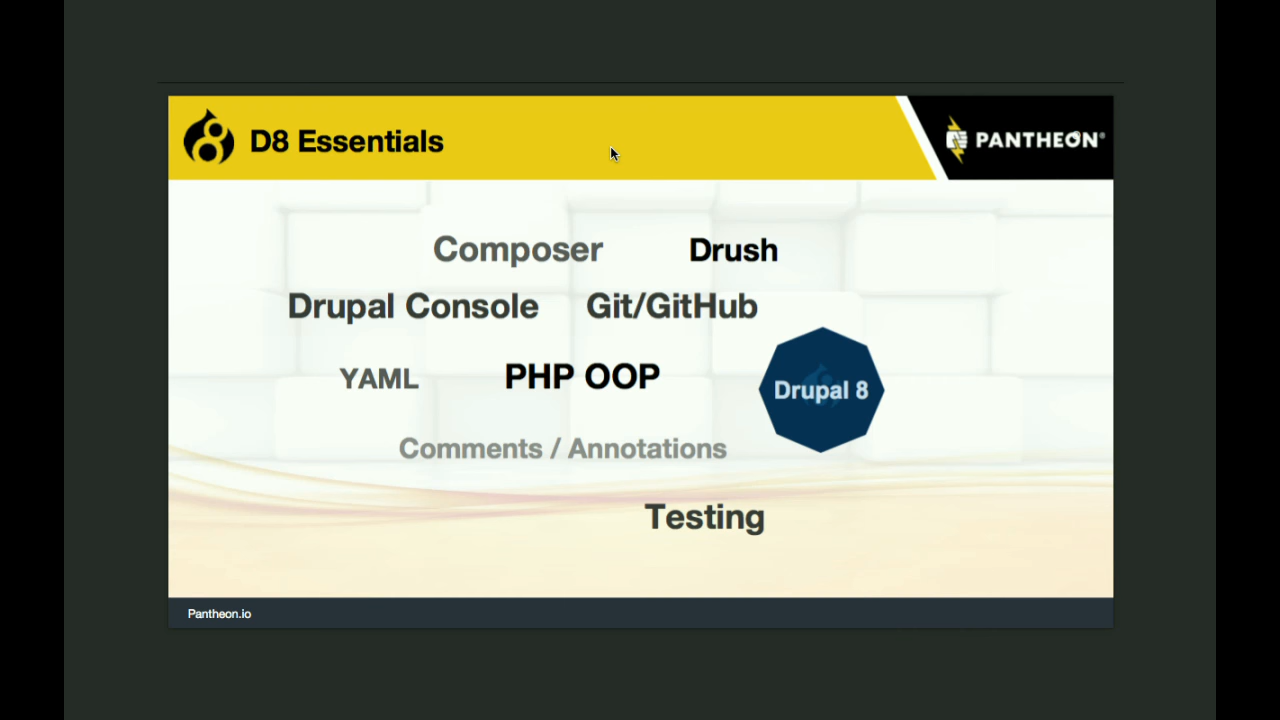 D8 Essentials
PANTHEON®
Composer
Drush
Drupal Console
Git/GitHub
YAML
PHP OOP
Drupal 8
Comments / Annotations
Testing
Pantheon.io